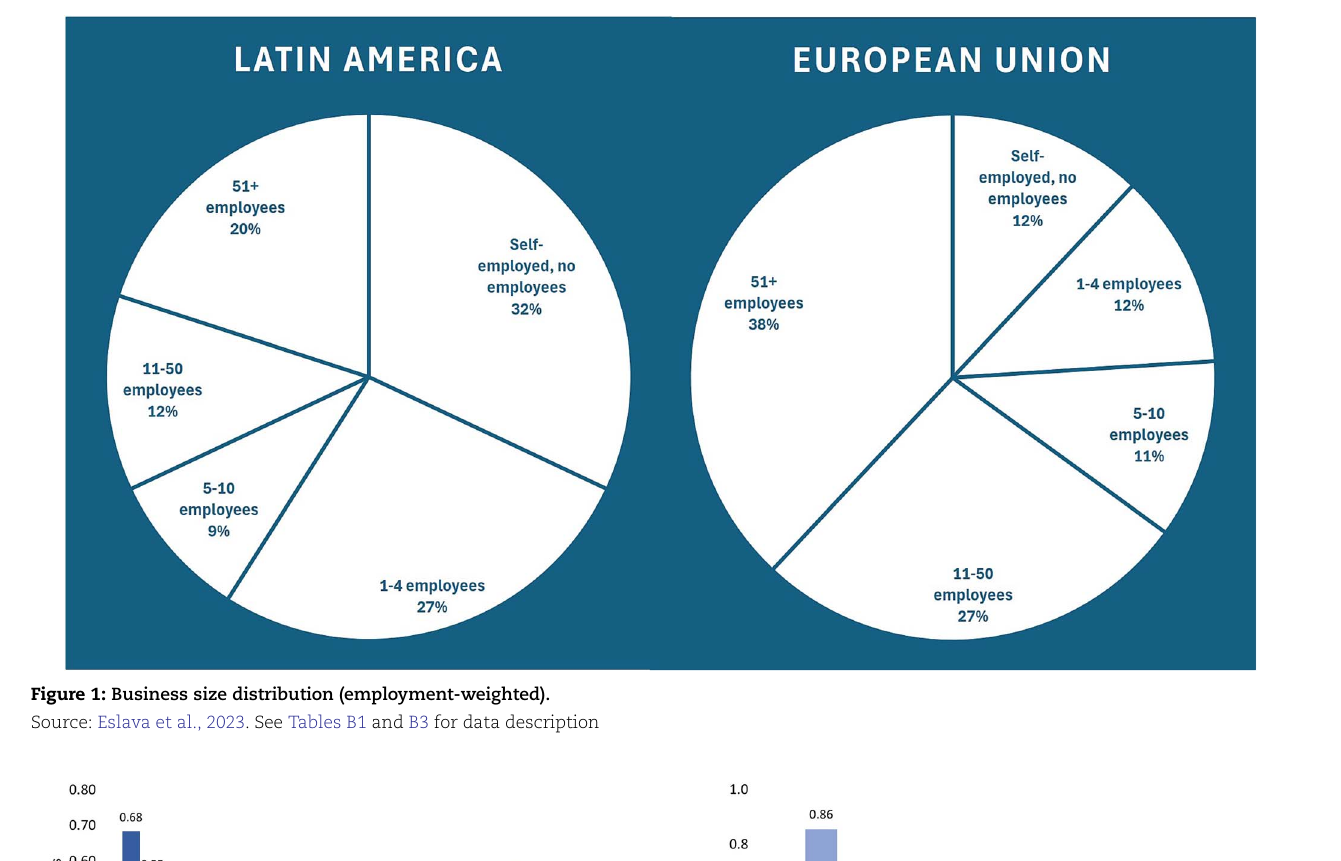 LATIN AMERICA
51+
employees
20%
Self-
employed, no
employees
32%
11-50
employees
12%
5-10
employees
9%
1-4 employees
27%
EUROPEAN UNION
Self-
employed, no
employees
12%
51+
employees
38%
1-4 employees
12%
5-10
employees
11%
11-50
employees
27%
Figure 1: Business size distribution (employment-weighted).
Source: Eslava et al., 2023. See Tables B1 and B3 for data description
0.80
0.68
0.70
0.60
1.0
0.86
0.8